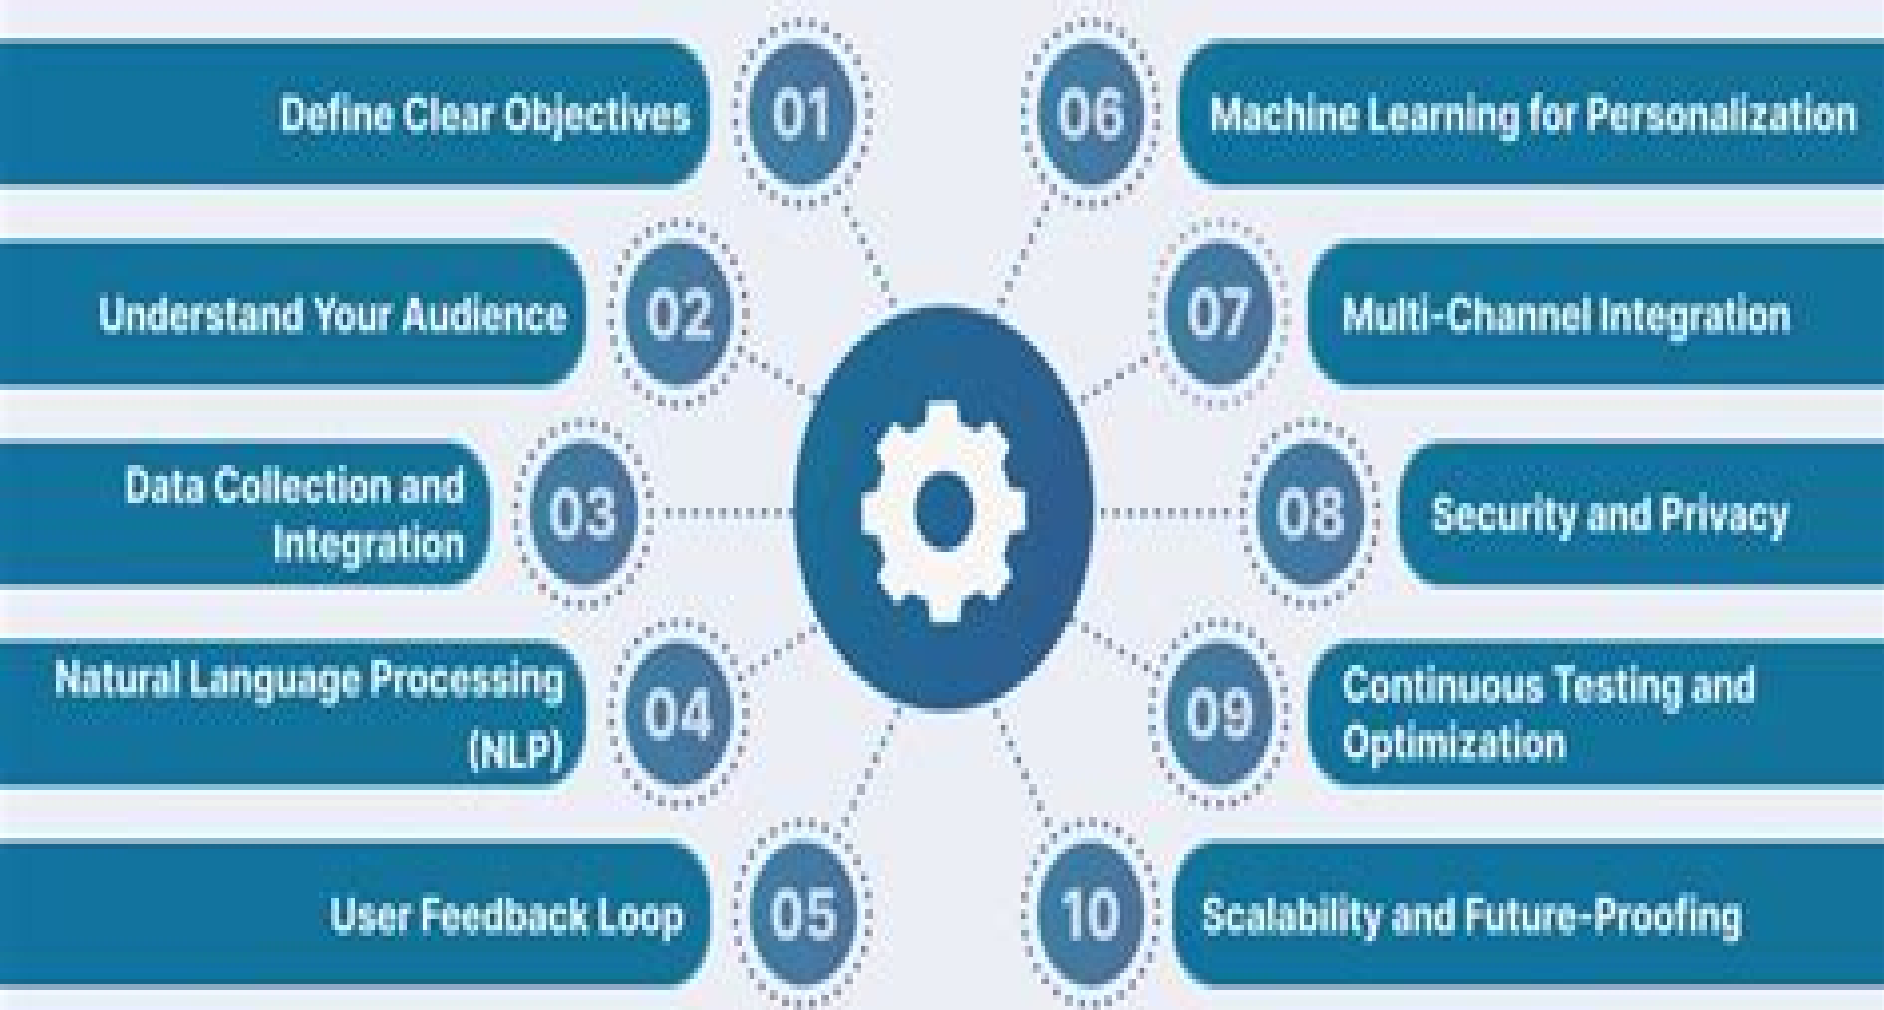 01
Define Clear Objectives
02
Understand Your Audience
03
Data Collection and
Integration
04
Natural Language Processing
(NLP)
05
User Feedback Loop
06
Machine Learning for Personalization
07
Multi-Channel Integration
08
Security and Privacy
09
Continuous Testing and
Optimization
10
Scalability and Future-Proofing